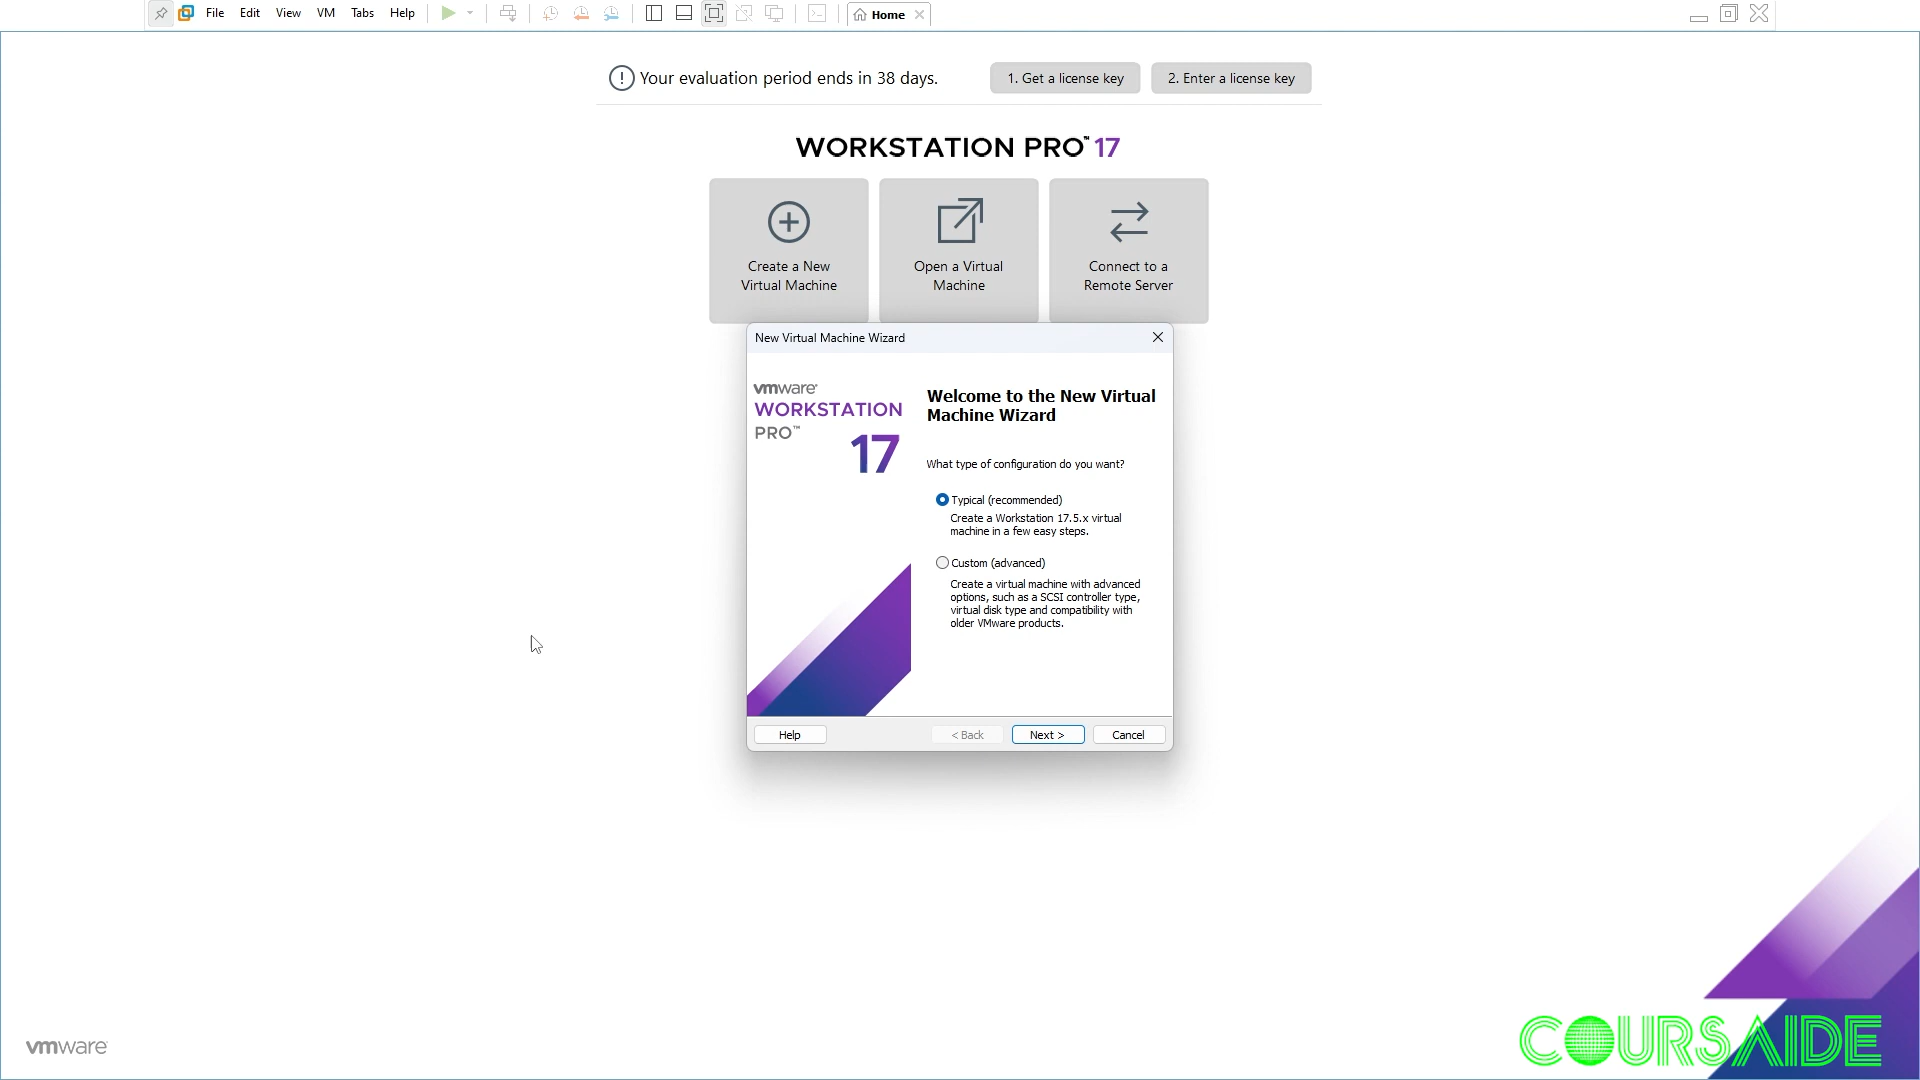 File Edit View VM Tabs Help Home
Your evaluation period ends in 38 days. 1. Get a license key 2. Enter a license key
WORKSTATION PRO™ 17
Create a New
Virtual Machine
Open a Virtual
Machine
Connect to a
Remote Server
New Virtual Machine Wizard
vmware®
WORKSTATION
PRO™
17
Welcome to the New Virtual
Machine Wizard
What type of configuration do you want?
Typical (recommended)
Create a Workstation 17.5.x virtual
machine in a few easy steps.
Custom (advanced)
Create a virtual machine with advanced
options, such as a SCSI controller type,
virtual disk type and compatibility with
older VMware products.
Help < Back Next > Cancel
vmware
COURSAIDE